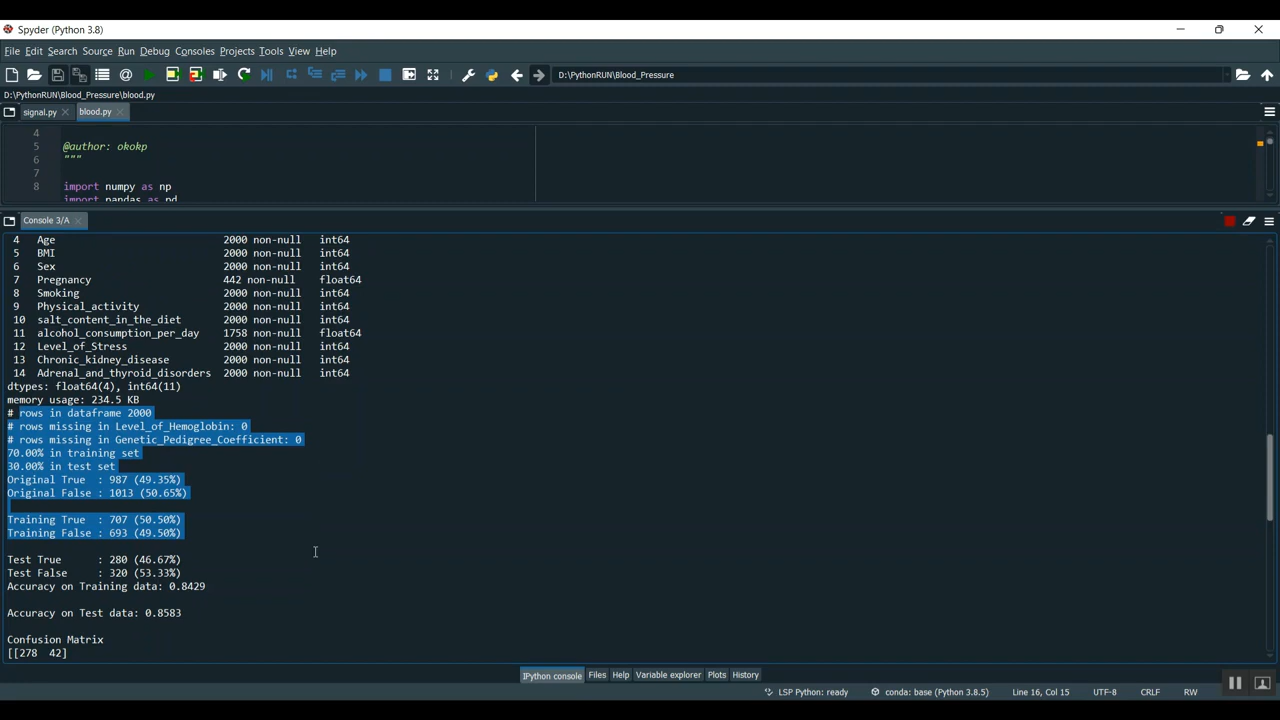 Spyder (Python 3.8)
File Edit Search Source Run Debug Consoles Projects Tools View Help
D:\PythonRUN\Blood_Pressure
D:\PythonRUN\Blood_Pressure\blood.py
signal.py blood.py
4
5 @author: okokp
6 """
7
8 import numpy as np
import pandas as pd
Console 3/A
4 Age 2000 non-null int64
5 BMI 2000 non-null int64
6 Sex 2000 non-null int64
7 Pregnancy 442 non-null float64
8 Smoking 2000 non-null int64
9 Physical_activity 2000 non-null int64
10 salt_content_in_the_diet 2000 non-null int64
11 alcohol_consumption_per_day 1758 non-null float64
12 Level_of_Stress 2000 non-null int64
13 Chronic_kidney_disease 2000 non-null int64
14 Adrenal_and_thyroid_disorders 2000 non-null int64
dtypes: float64(4), int64(11)
memory usage: 234.5 KB
# rows in dataframe 2000
# rows missing in Level_of_Hemoglobin: 0
# rows missing in Genetic_Pedigree_Coefficient: 0
70.00% in training set
30.00% in test set
Original True : 987 (49.35%)
Original False : 1013 (50.65%)
Training True : 707 (50.50%)
Training False : 693 (49.50%)
Test True : 280 (46.67%)
Test False : 320 (53.33%)
Accuracy on Training data: 0.8429
Accuracy on Test data: 0.8583
Confusion Matrix
[[278 42]
IPython console Files Help Variable explorer Plots History
LSP Python: ready conda: base (Python 3.8.5) Line 16, Col 15 UTF-8 CRLF RW